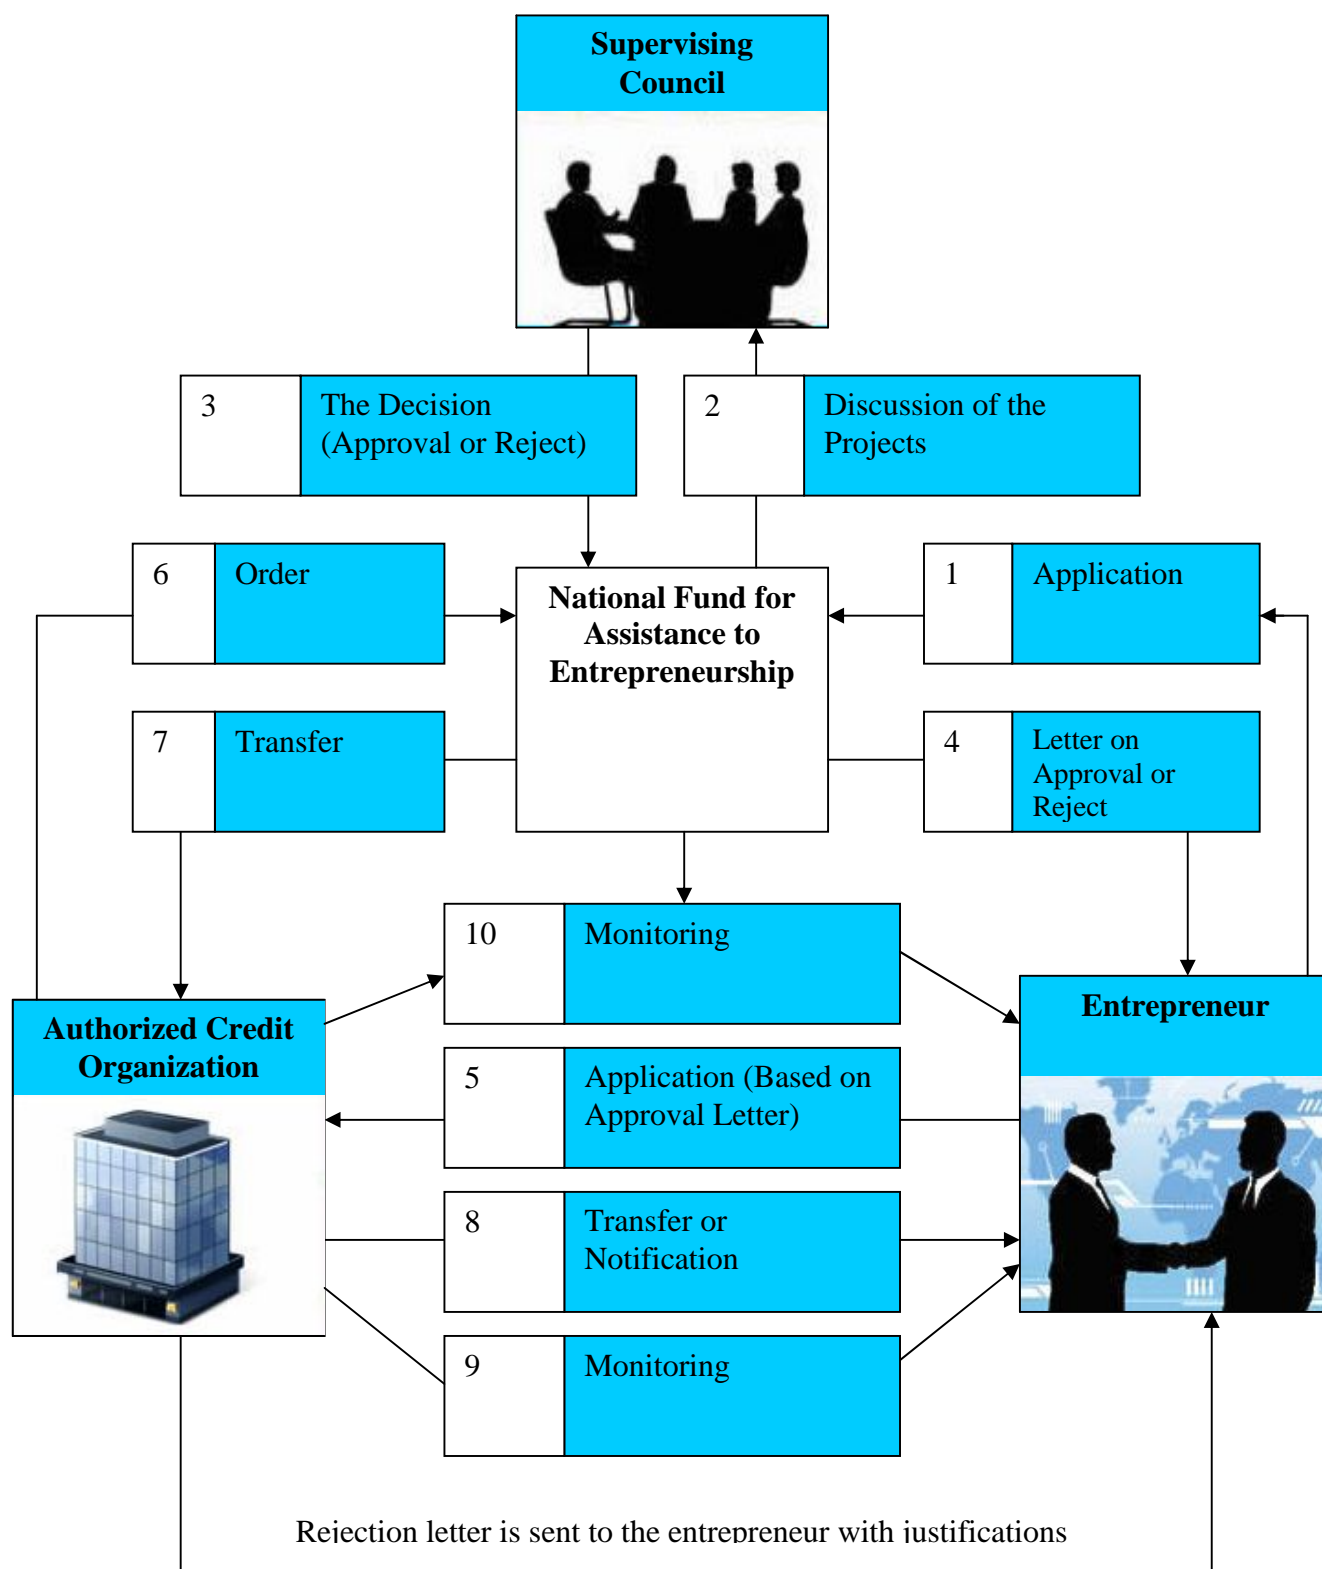 Supervising
Council
3
The Decision
(Approval or Reject)
2
Discussion of the
Projects
6
Order
National Fund for
Assistance to
Entrepreneurship
1
Application
7
Transfer
4
Letter on
Approval or
Reject
10
Monitoring
Authorized Credit
Organization
Entrepreneur
5
Application (Based on
Approval Letter)
8
Transfer or
Notification
9
Monitoring
Rejection letter is sent to the entrepreneur with justifications